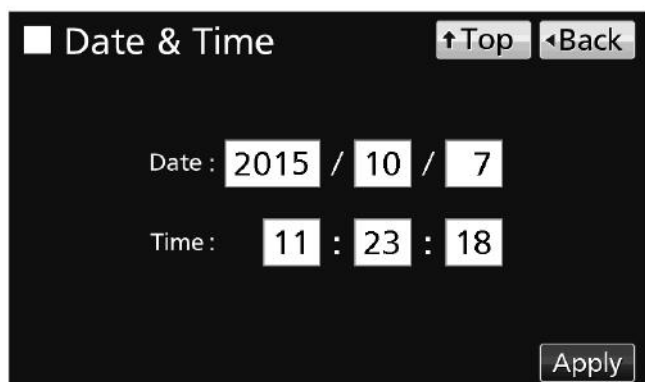 Date & Time
↑Top ◂Back
Date : 2015 / 10 / 7
Time : 11 : 23 : 18
Apply